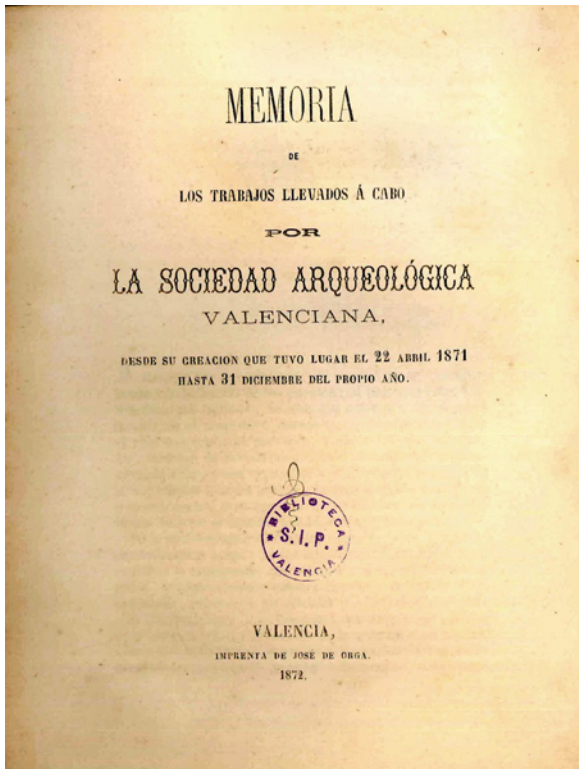 MEMORIA
DE
LOS TRABAJOS LLEVADOS Á CABO
POR
LA SOCIEDAD ARQUEOLÓGICA
VALENCIANA,
DESDE SU CREACION QUE TUVO LUGAR EL 22 ABRIL 1871
HASTA 31 DICIEMBRE DEL PROPIO AÑO.
BIBLIOTECA
S.I.P.
VALENCIA
VALENCIA,
IMPRENTA DE JOSÉ DE ORGA.
1872.